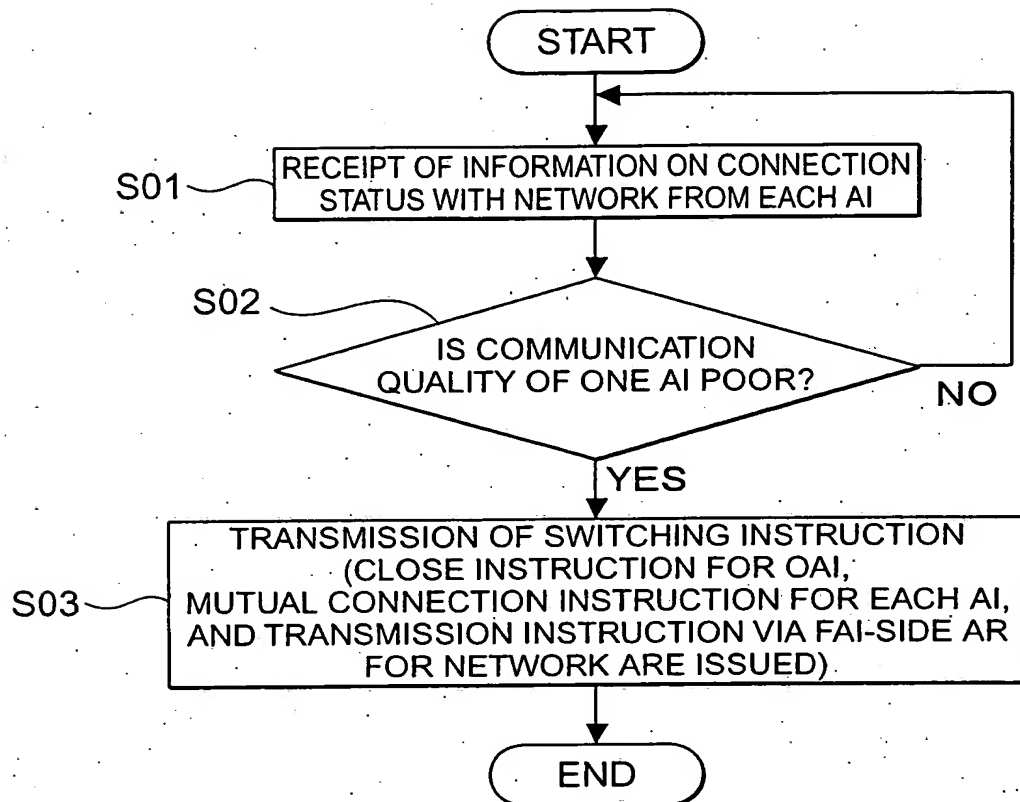 START
S01
RECEIPT OF INFORMATION ON CONNECTION
STATUS WITH NETWORK FROM EACH AI
S02
IS COMMUNICATION
QUALITY OF ONE AI POOR?
NO
YES
S03
TRANSMISSION OF SWITCHING INSTRUCTION
(CLOSE INSTRUCTION FOR OAI,
MUTUAL CONNECTION INSTRUCTION FOR EACH AI,
AND TRANSMISSION INSTRUCTION VIA FAI-SIDE AR
FOR NETWORK ARE ISSUED)
END